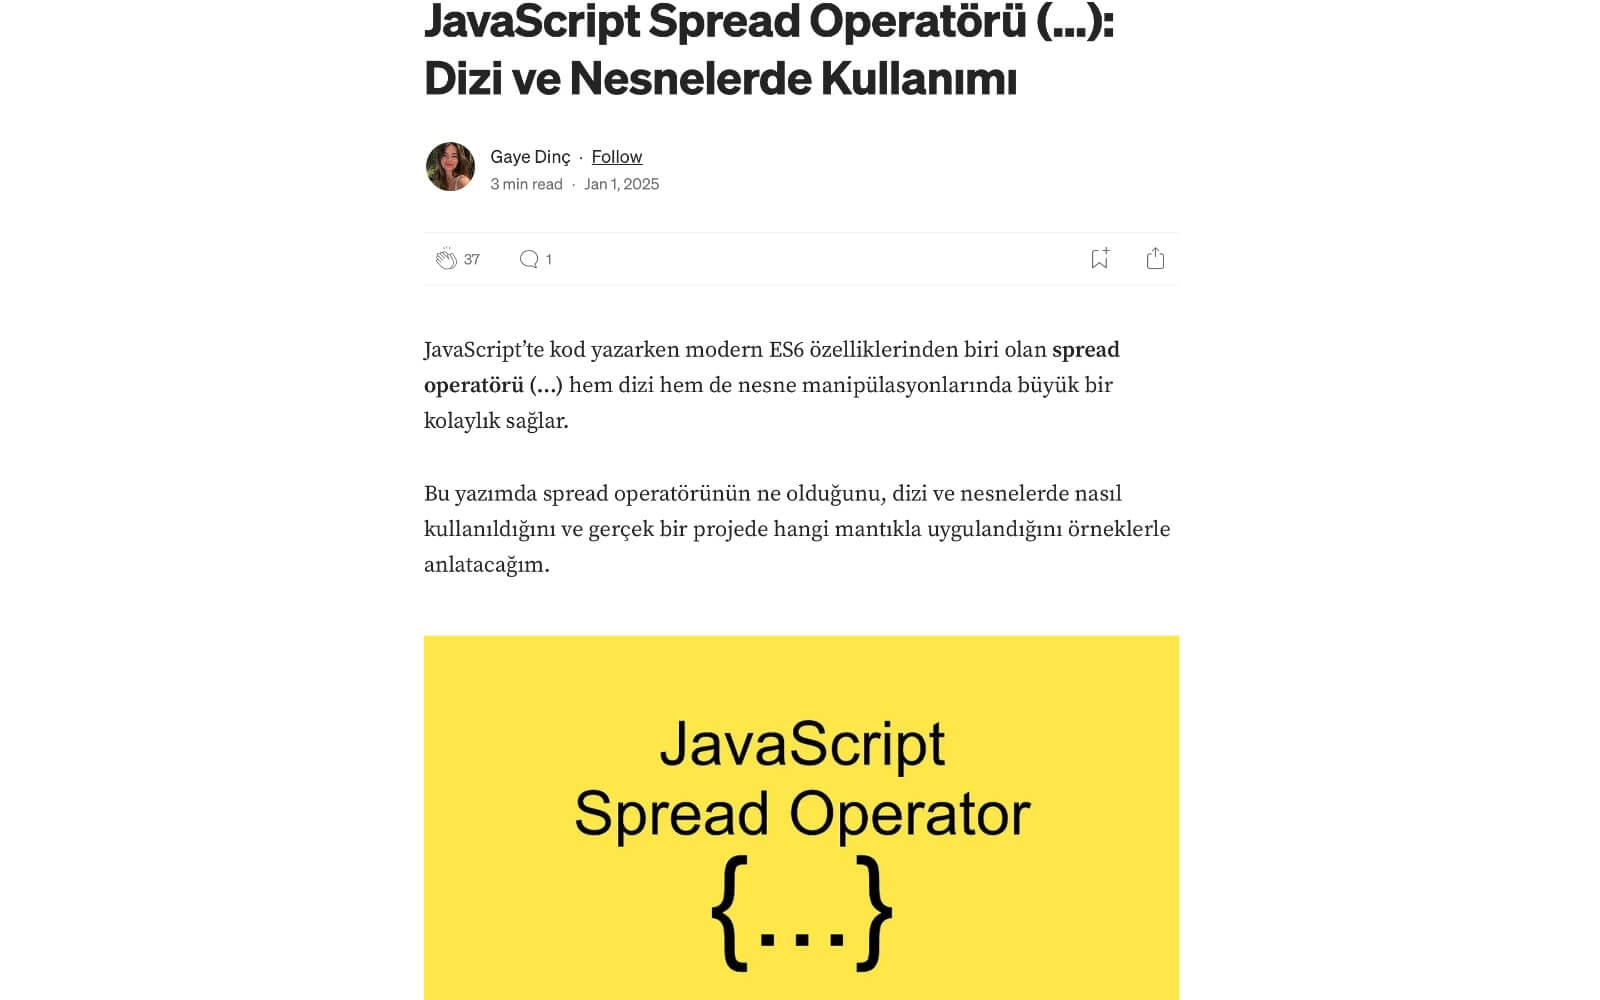 JavaScript Spread Operatörü (...):
Dizi ve Nesnelerde Kullanımı
Gaye Dinç · Follow
3 min read · Jan 1, 2025
37 1
JavaScript’te kod yazarken modern ES6 özelliklerinden biri olan spread
operatörü (...) hem dizi hem de nesne manipülasyonlarında büyük bir
kolaylık sağlar.
Bu yazımda spread operatörünün ne olduğunu, dizi ve nesnelerde nasıl
kullanıldığını ve gerçek bir projede hangi mantıkla uygulandığını örneklerle
anlatacağım.
JavaScript
Spread Operator
{...}